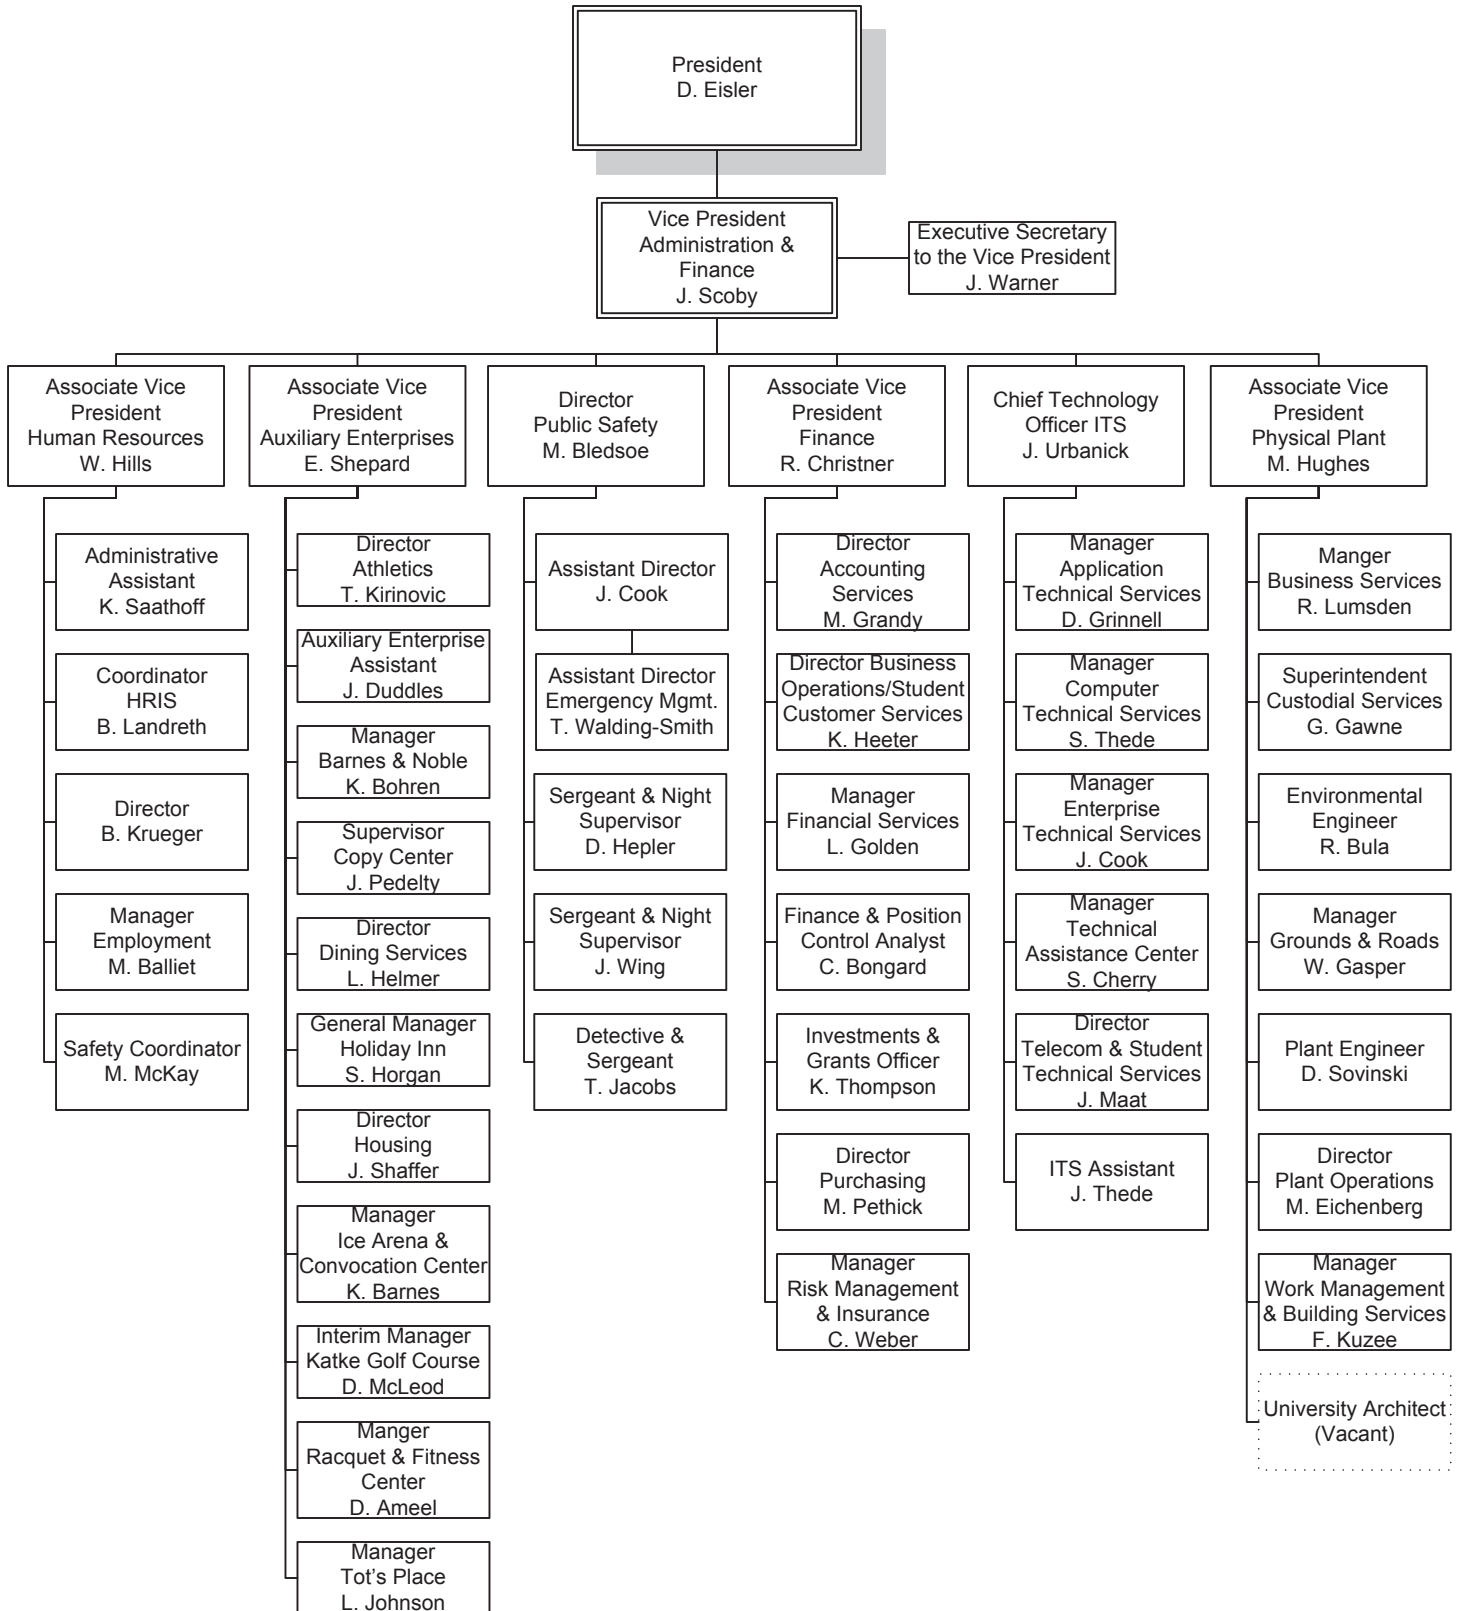 President
D. Eisler
Vice President
Administration &
Finance
J. Scoby
Executive Secretary
to the Vice President
J. Warner
Associate Vice
President
Human Resources
W. Hills
Associate Vice
President
Auxiliary Enterprises
E. Shepard
Director
Public Safety
M. Bledsoe
Associate Vice
President
Finance
R. Christner
Chief Technology
Officer ITS
J. Urbanick
Associate Vice
President
Physical Plant
M. Hughes
Administrative
Assistant
K. Saathoff
Coordinator
HRIS
B. Landreth
Director
B. Krueger
Manager
Employment
M. Balliet
Safety Coordinator
M. McKay
Director
Athletics
T. Kirinovic
Auxiliary Enterprise
Assistant
J. Duddles
Manager
Barnes & Noble
K. Bohren
Supervisor
Copy Center
J. Pedelty
Director
Dining Services
L. Helmer
General Manager
Holiday Inn
S. Horgan
Director
Housing
J. Shaffer
Manager
Ice Arena &
Convocation Center
K. Barnes
Interim Manager
Katke Golf Course
D. McLeod
Manger
Racquet & Fitness
Center
D. Ameel
Manager
Tot's Place
L. Johnson
Assistant Director
J. Cook
Assistant Director
Emergency Mgmt.
T. Walding-Smith
Sergeant & Night
Supervisor
D. Hepler
Sergeant & Night
Supervisor
J. Wing
Detective &
Sergeant
T. Jacobs
Director
Accounting
Services
M. Grandy
Director Business
Operations/Student
Customer Services
K. Heeter
Manager
Financial Services
L. Golden
Finance & Position
Control Analyst
C. Bongard
Investments &
Grants Officer
K. Thompson
Director
Purchasing
M. Pethick
Manager
Risk Management
& Insurance
C. Weber
Manager
Application
Technical Services
D. Grinnell
Manager
Computer
Technical Services
S. Thede
Manager
Enterprise
Technical Services
J. Cook
Manager
Technical
Assistance Center
S. Cherry
Director
Telecom & Student
Technical Services
J. Maat
ITS Assistant
J. Thede
Manger
Business Services
R. Lumsden
Superintendent
Custodial Services
G. Gawne
Environmental
Engineer
R. Bula
Manager
Grounds & Roads
W. Gasper
Plant Engineer
D. Sovinski
Director
Plant Operations
M. Eichenberg
Manager
Work Management
& Building Services
F. Kuzee
University Architect
(Vacant)